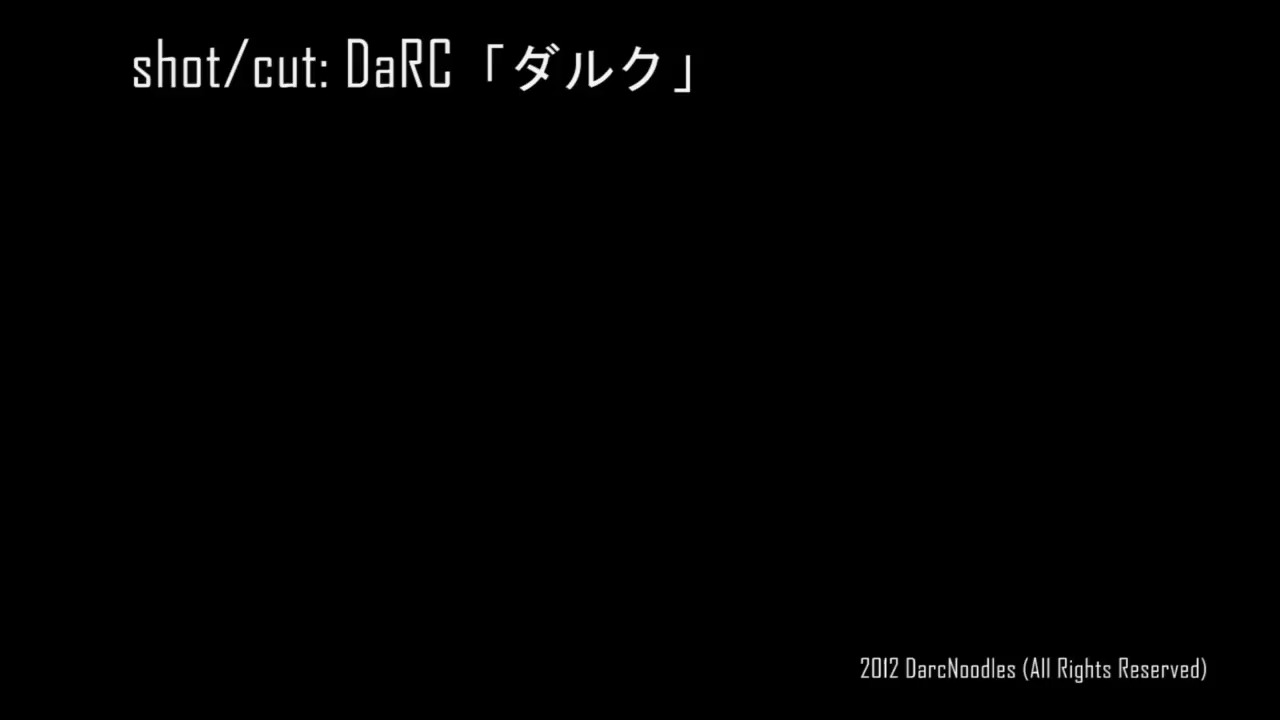 shot/cut: DaRC「ダルク」
2012 DarcNoodles (All Rights Reserved)